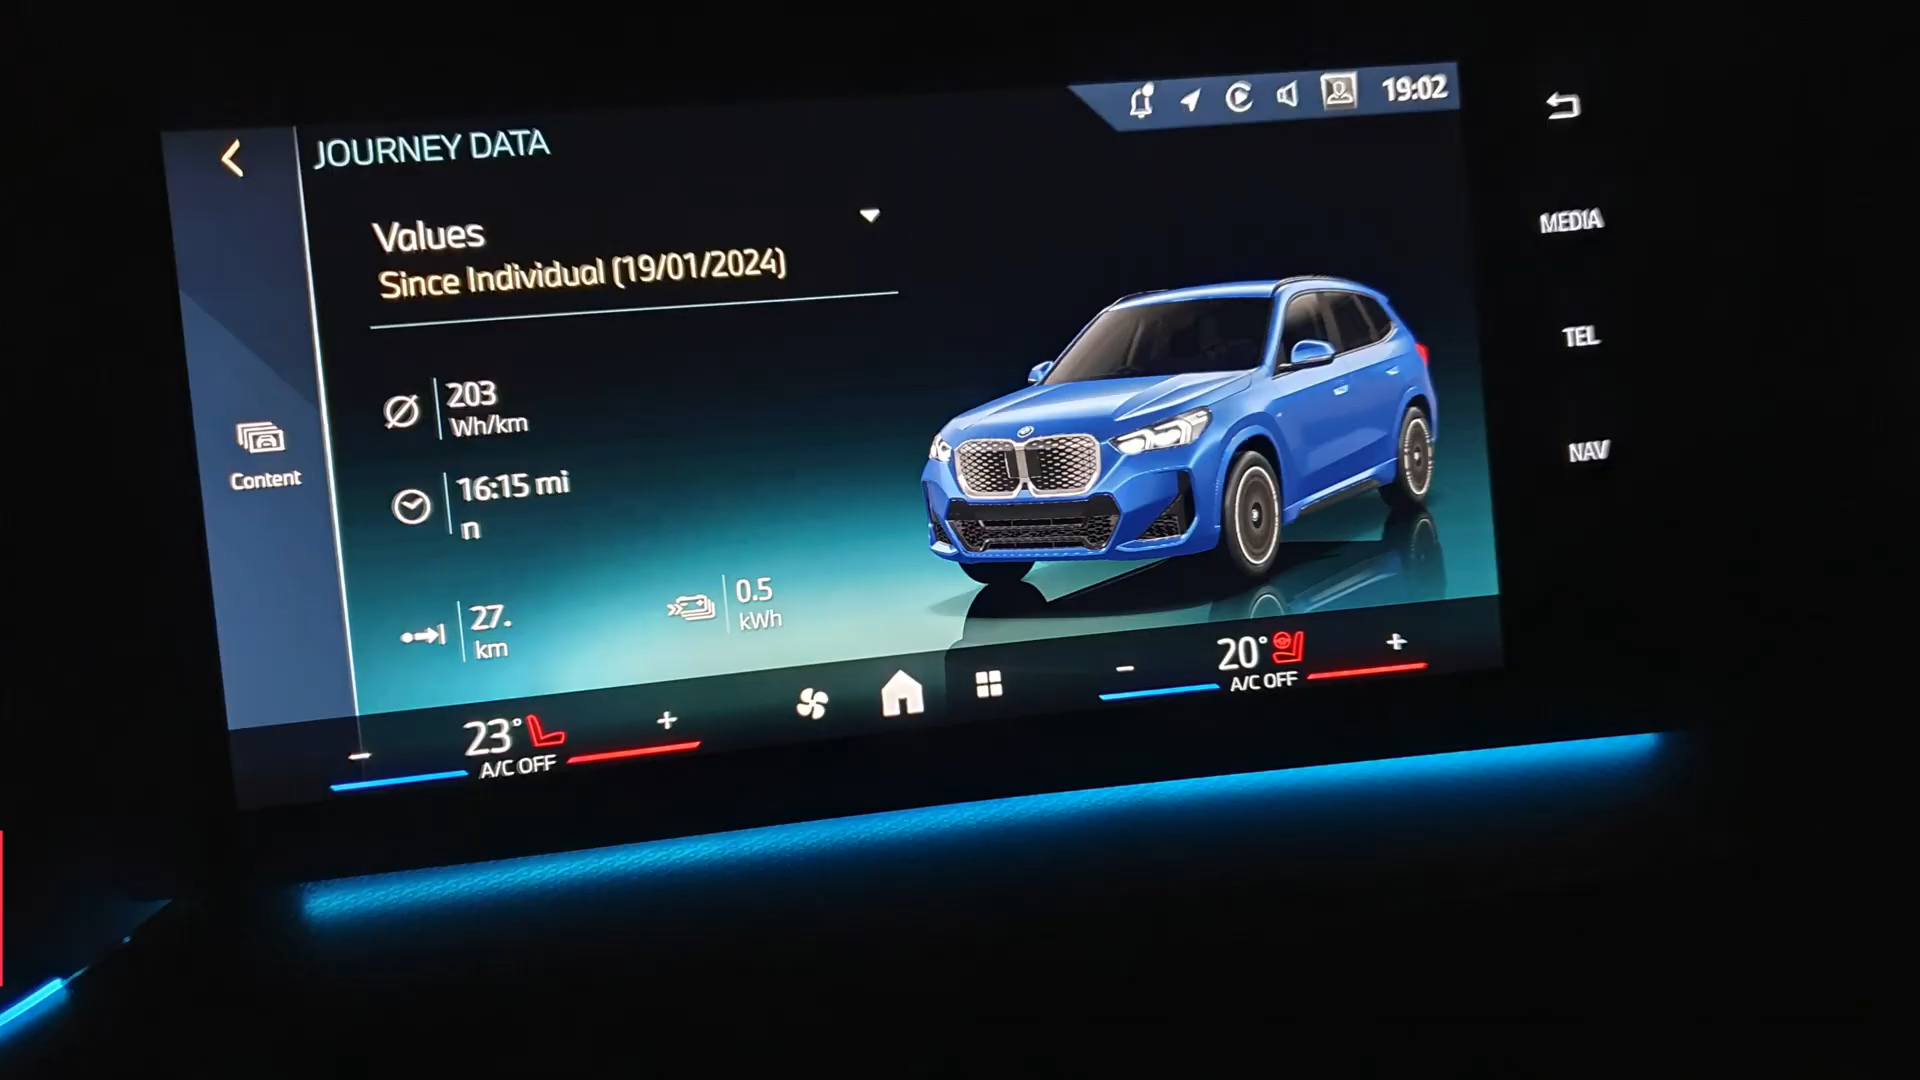 19:02
JOURNEY DATA
Values
Since Individual (19/01/2024)
203
Wh/km
16:15 mi
n
27.
km
0.5
kWh
Content
MEDIA
TEL
NAV
23°
A/C OFF
20°
A/C OFF